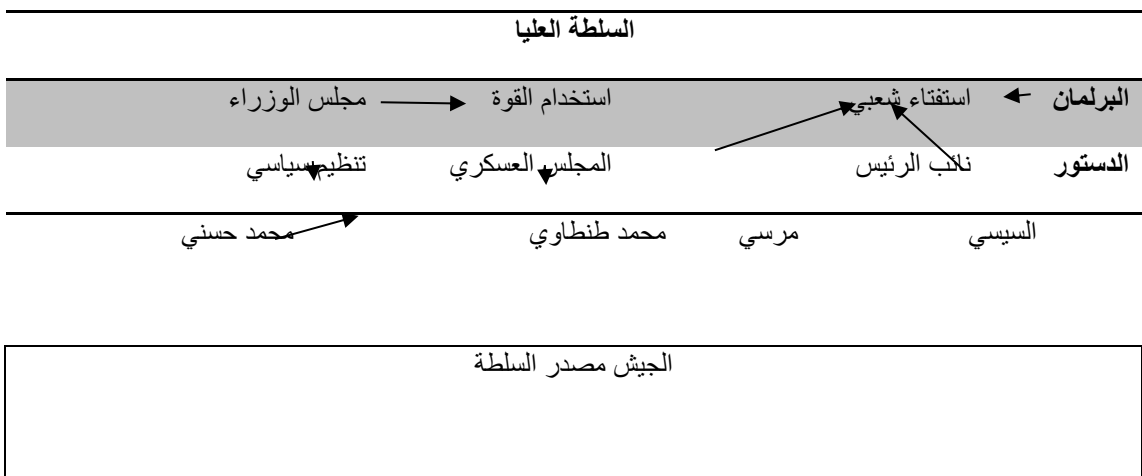 السلطة العليا
البرلمان استفتاء شعبي استخدام القوة مجلس الوزراء
الدستور نائب الرئيس المجلس العسكري تنظيم سياسي
السيسي مرسي محمد طنطاوي محمد حسني
الجيش مصدر السلطة